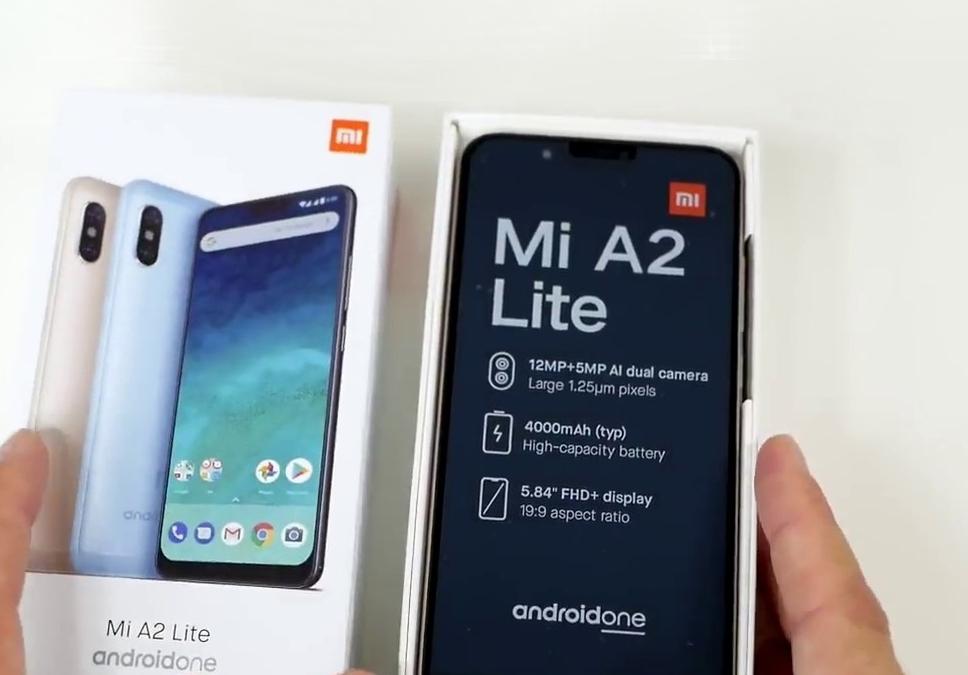 mi
andr
Mi A2 Lite
androidone
mi
Mi A2
Lite
12MP+5MP AI dual camera
Large 1.25µm pixels
4000mAh (typ)
High-capacity battery
5.84" FHD+ display
19:9 aspect ratio
androidone